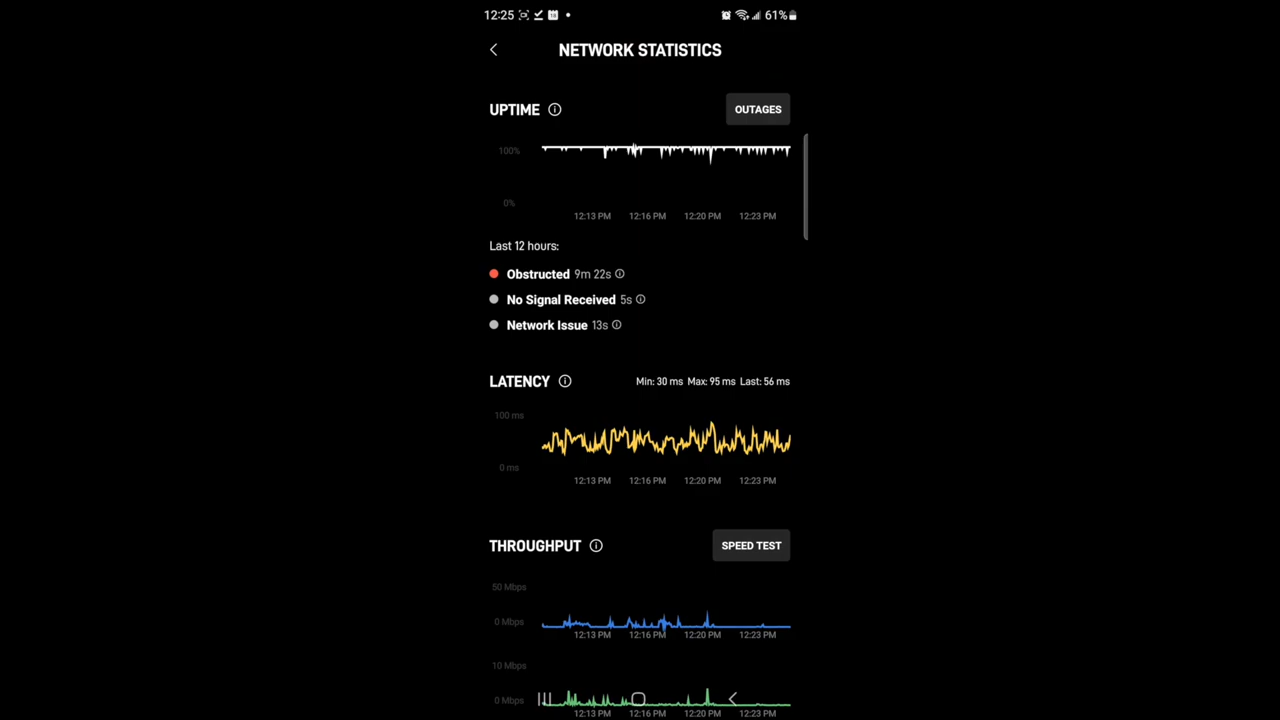 12:25 61%
NETWORK STATISTICS
UPTIME OUTAGES
100%
0%
12:13 PM 12:16 PM 12:20 PM 12:23 PM
Last 12 hours:
Obstructed 9m 22s
No Signal Received 5s
Network Issue 13s
LATENCY Min: 30 ms Max: 95 ms Last: 56 ms
100 ms
0 ms
12:13 PM 12:16 PM 12:20 PM 12:23 PM
THROUGHPUT SPEED TEST
50 Mbps
0 Mbps
12:13 PM 12:16 PM 12:20 PM 12:23 PM
10 Mbps
0 Mbps
12:13 PM 12:16 PM 12:20 PM 12:23 PM